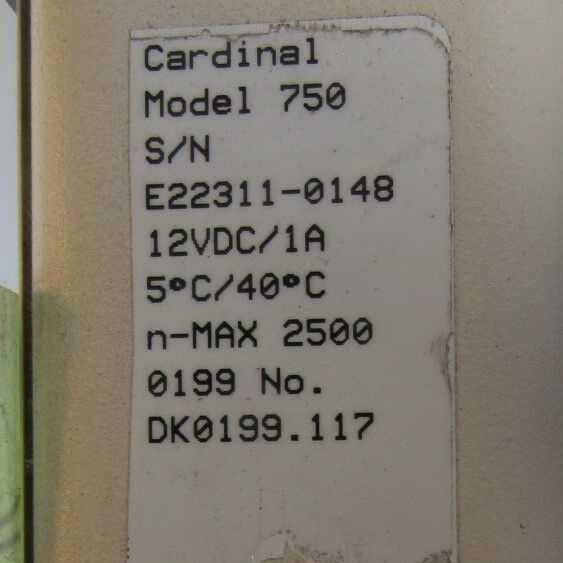 Cardinal
Model 750
S/N
E22311-0148
12VDC/1A
5°C/40°C
n-MAX 2500
0199 No.
DK0199.117